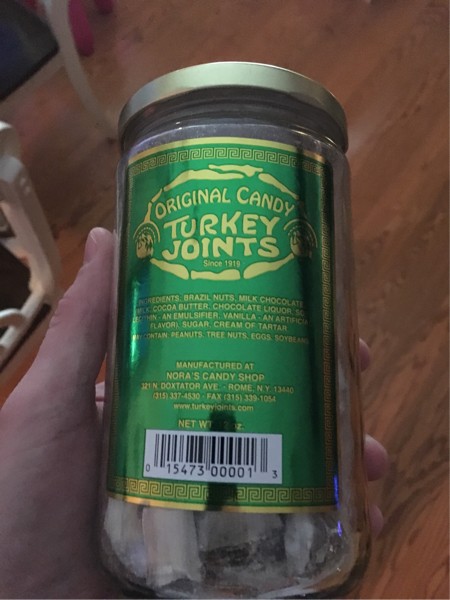 ORIGINAL CANDY
TURKEY
JOINTS
Since 1919
INGREDIENTS: BRAZIL NUTS, MILK CHOCOLATE
MILK, COCOA BUTTER, CHOCOLATE LIQUOR,
LECITHIN - AN EMULSIFIER, VANILLA - AN ARTIFICIAL
FLAVOR), SUGAR, CREAM OF TARTAR
MAY CONTAIN: PEANUTS, TREE NUTS, EGGS, SOYBEANS
MANUFACTURED AT
NORA'S CANDY SHOP
321 N. DOXTATOR AVE. - ROME, N.Y. 13440
(315) 337-4530 - FAX (315) 339-1054
www.turkeyjoints.com
NET WT. oz.
0 15473 00001 3